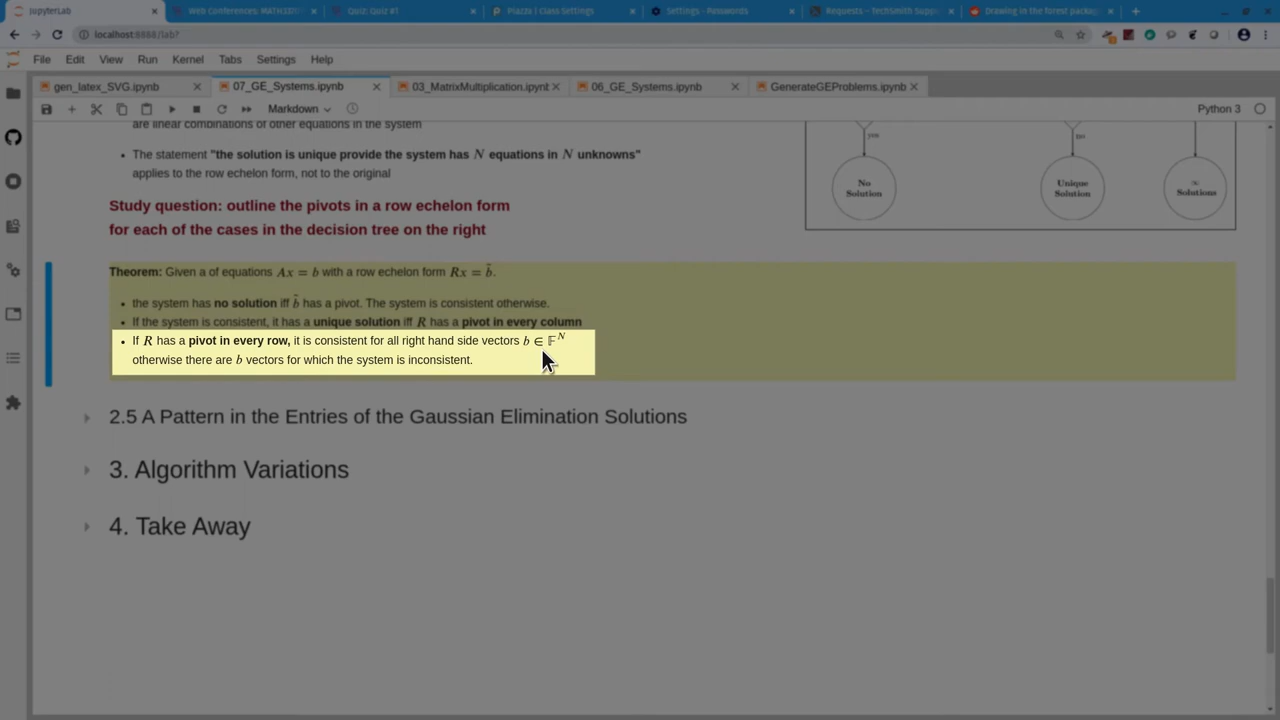 JupyterLab
Web Conferences: MATH337
Quiz: Quiz #1
Piazza | Class Settings
Settings - Passwords
Requests – TechSmith Supp
Drawing in the forest packag
localhost:8888/lab?
File Edit View Run Kernel Tabs Settings Help
gen_latex_SVG.ipynb
07_GE_Systems.ipynb
03_MatrixMultiplication.ipynb
06_GE_Systems.ipynb
GenerateGEProblems.ipynb
Markdown
Python 3
are linear combinations of other equations in the system
The statement "the solution is unique provide the system has N equations in N unknowns"
applies to the row echelon form, not to the original
yes
no
No
Solution
Unique
Solution
∞
Solutions
Study question: outline the pivots in a row echelon form
for each of the cases in the decision tree on the right
Theorem: Given a of equations Ax = b with a row echelon form Rx = b̃.
the system has no solution iff b̃ has a pivot. The system is consistent otherwise.
If the system is consistent, it has a unique solution iff R has a pivot in every column
If R has a pivot in every row, it is consistent for all right hand side vectors b ∈ 𝔽^N
otherwise there are b vectors for which the system is inconsistent.
2.5 A Pattern in the Entries of the Gaussian Elimination Solutions
3. Algorithm Variations
4. Take Away